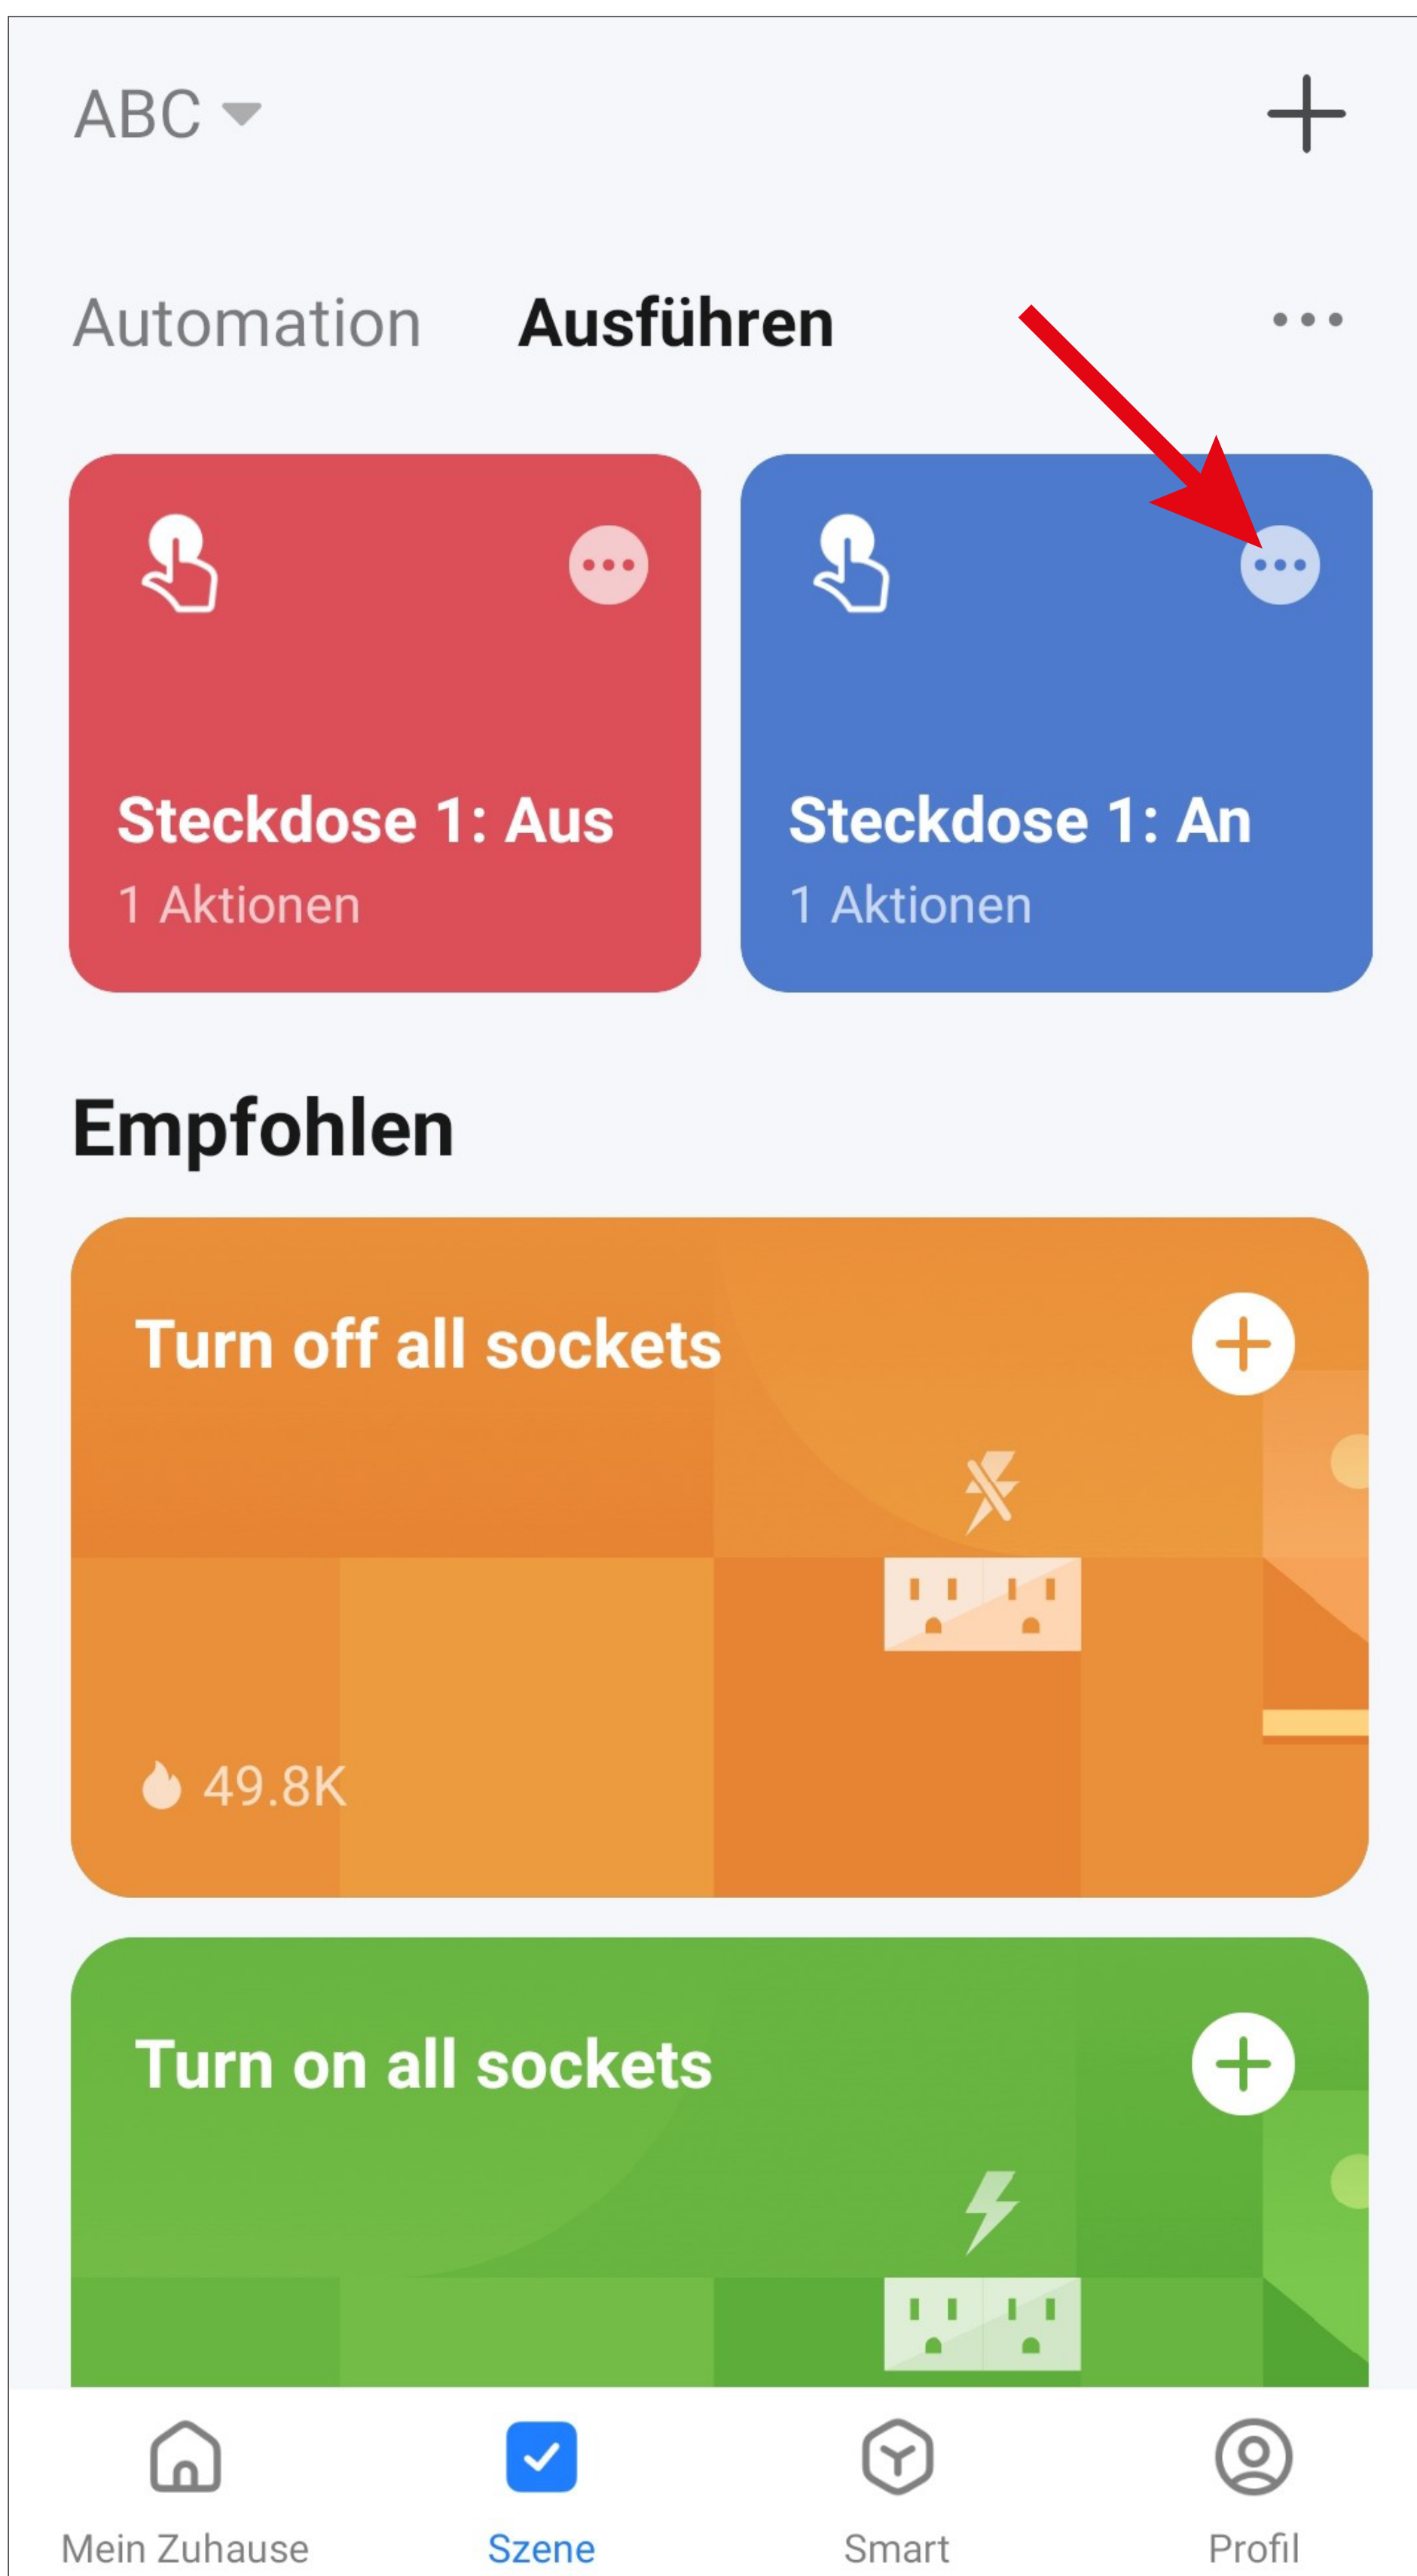 ABC
Automation Ausführen
Steckdose 1: Aus
1 Aktionen
Steckdose 1: An
1 Aktionen
Empfohlen
Turn off all sockets
49.8K
Turn on all sockets
Mein Zuhause
Szene
Smart
Profil